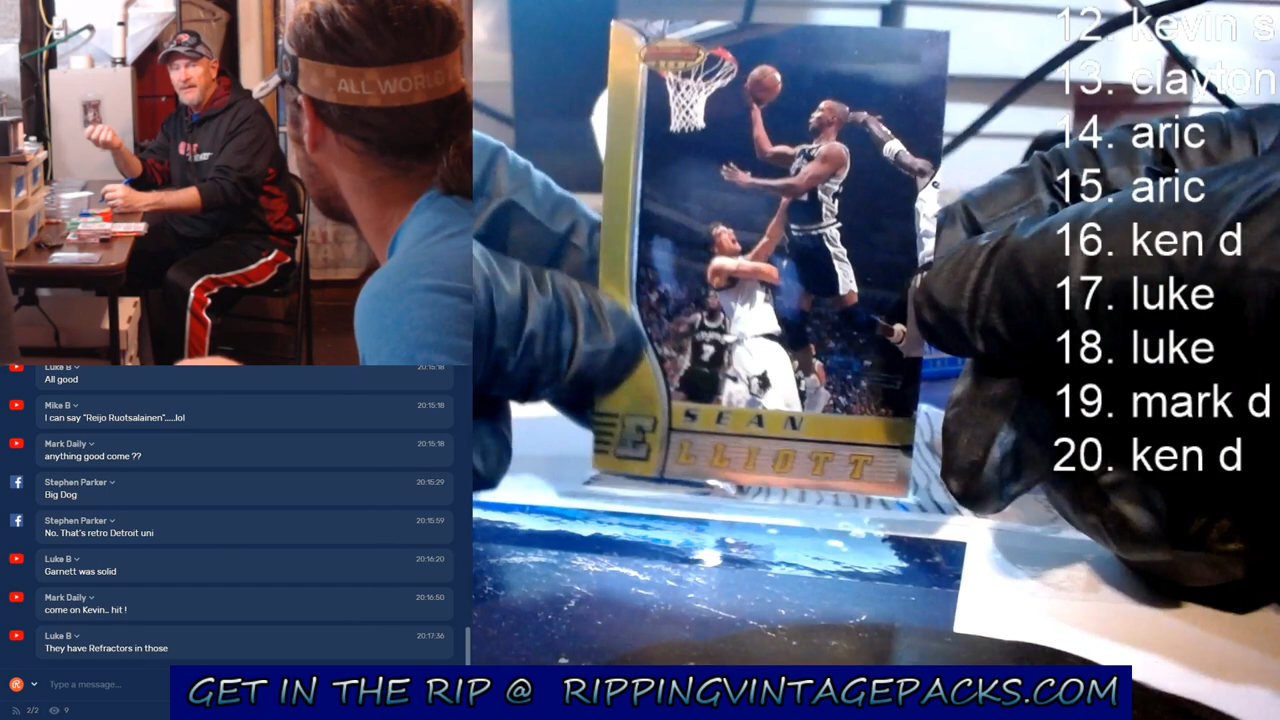 ALL WORLD
Luke B 20:15:18
All good
Mike B 20:15:18
I can say "Reijo Ruotsalainen".....lol
Mark Daily 20:15:18
anything good come ??
Stephen Parker 20:15:29
Big Dog
Stephen Parker 20:15:59
No. That's retro Detroit uni
Luke B 20:16:20
Garnett was solid
Mark Daily 20:16:50
come on Kevin.. hit !
Luke B 20:17:36
They have Refractors in those
Type a message...
2/2 9
7
SEAN
E LLIOTT
12. kevin s
13. clayton
14. aric
15. aric
16. ken d
17. luke
18. luke
19. mark d
20. ken d
GET IN THE RIP @ RIPPINGVINTAGEPACKS.COM